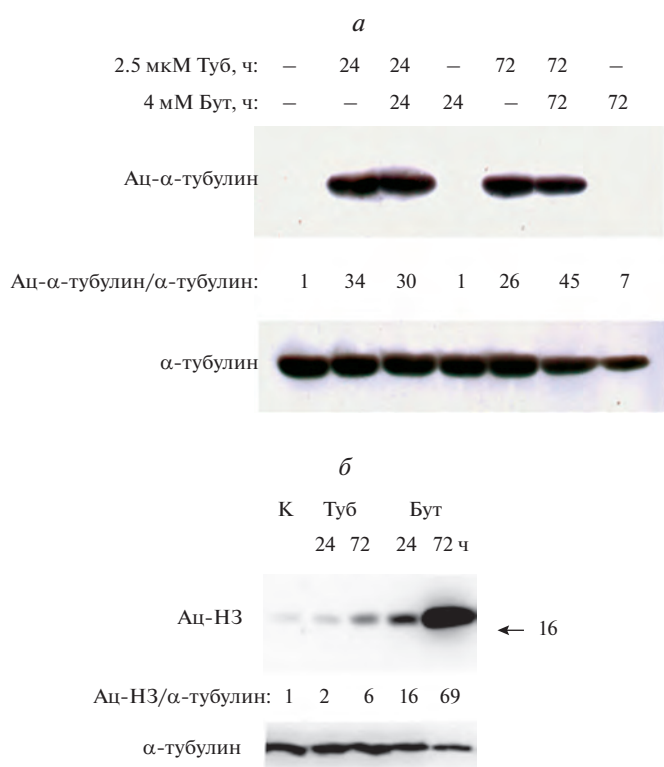 а
2.5 мкМ Туб, ч: – 24 24 – 72 72 –
4 мМ Бут, ч: – – 24 24 – 72 72
Ац-α-тубулин
Ац-α-тубулин/α-тубулин: 1 34 30 1 26 45 7
α-тубулин
б
К Туб Бут
24 72 24 72 ч
Ац-Н3
← 16
Ац-Н3/α-тубулин: 1 2 6 16 69
α-тубулин